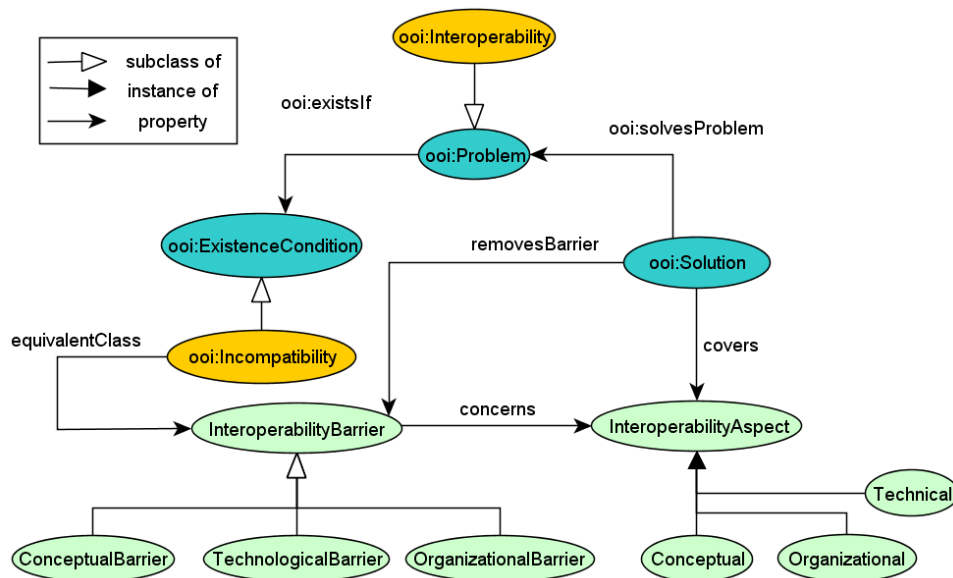 ooi:Interoperability
subclass of
instance of
property
ooi:existsIf
ooi:solvesProblem
ooi:Problem
ooi:ExistenceCondition
removesBarrier
ooi:Solution
equivalentClass
ooi:Incompatibility
covers
concerns
InteroperabilityBarrier
InteroperabilityAspect
Technical
ConceptualBarrier
TechnologicalBarrier
OrganizationalBarrier
Conceptual
Organizational